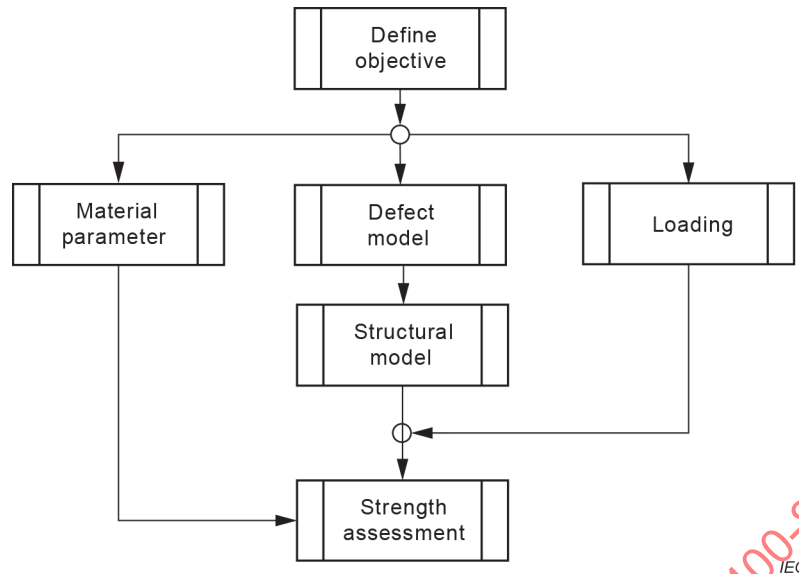 Define
objective
Material
parameter
Defect
model
Loading
Structural
model
Strength
assessment